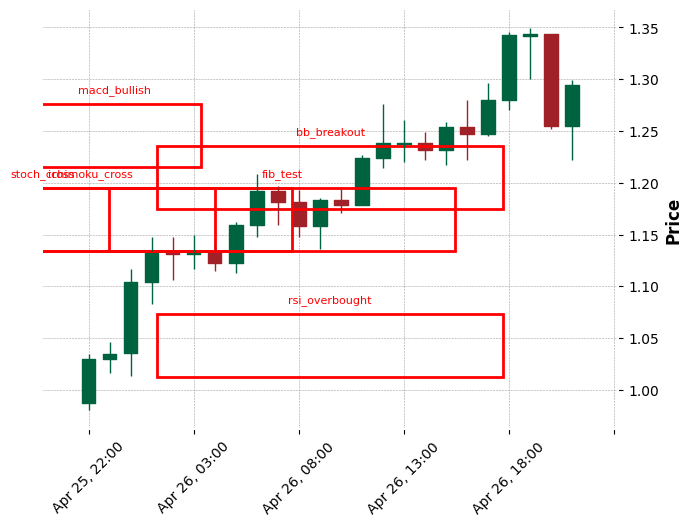 1.35
macd_bullish
1.30
1.25
bb_breakout
1.20
stoch_cross
ichimoku_cross
fib_test
1.15
Price
1.10
rsi_overbought
1.05
1.00
Apr 25, 22:00
Apr 26, 03:00
Apr 26, 08:00
Apr 26, 13:00
Apr 26, 18:00